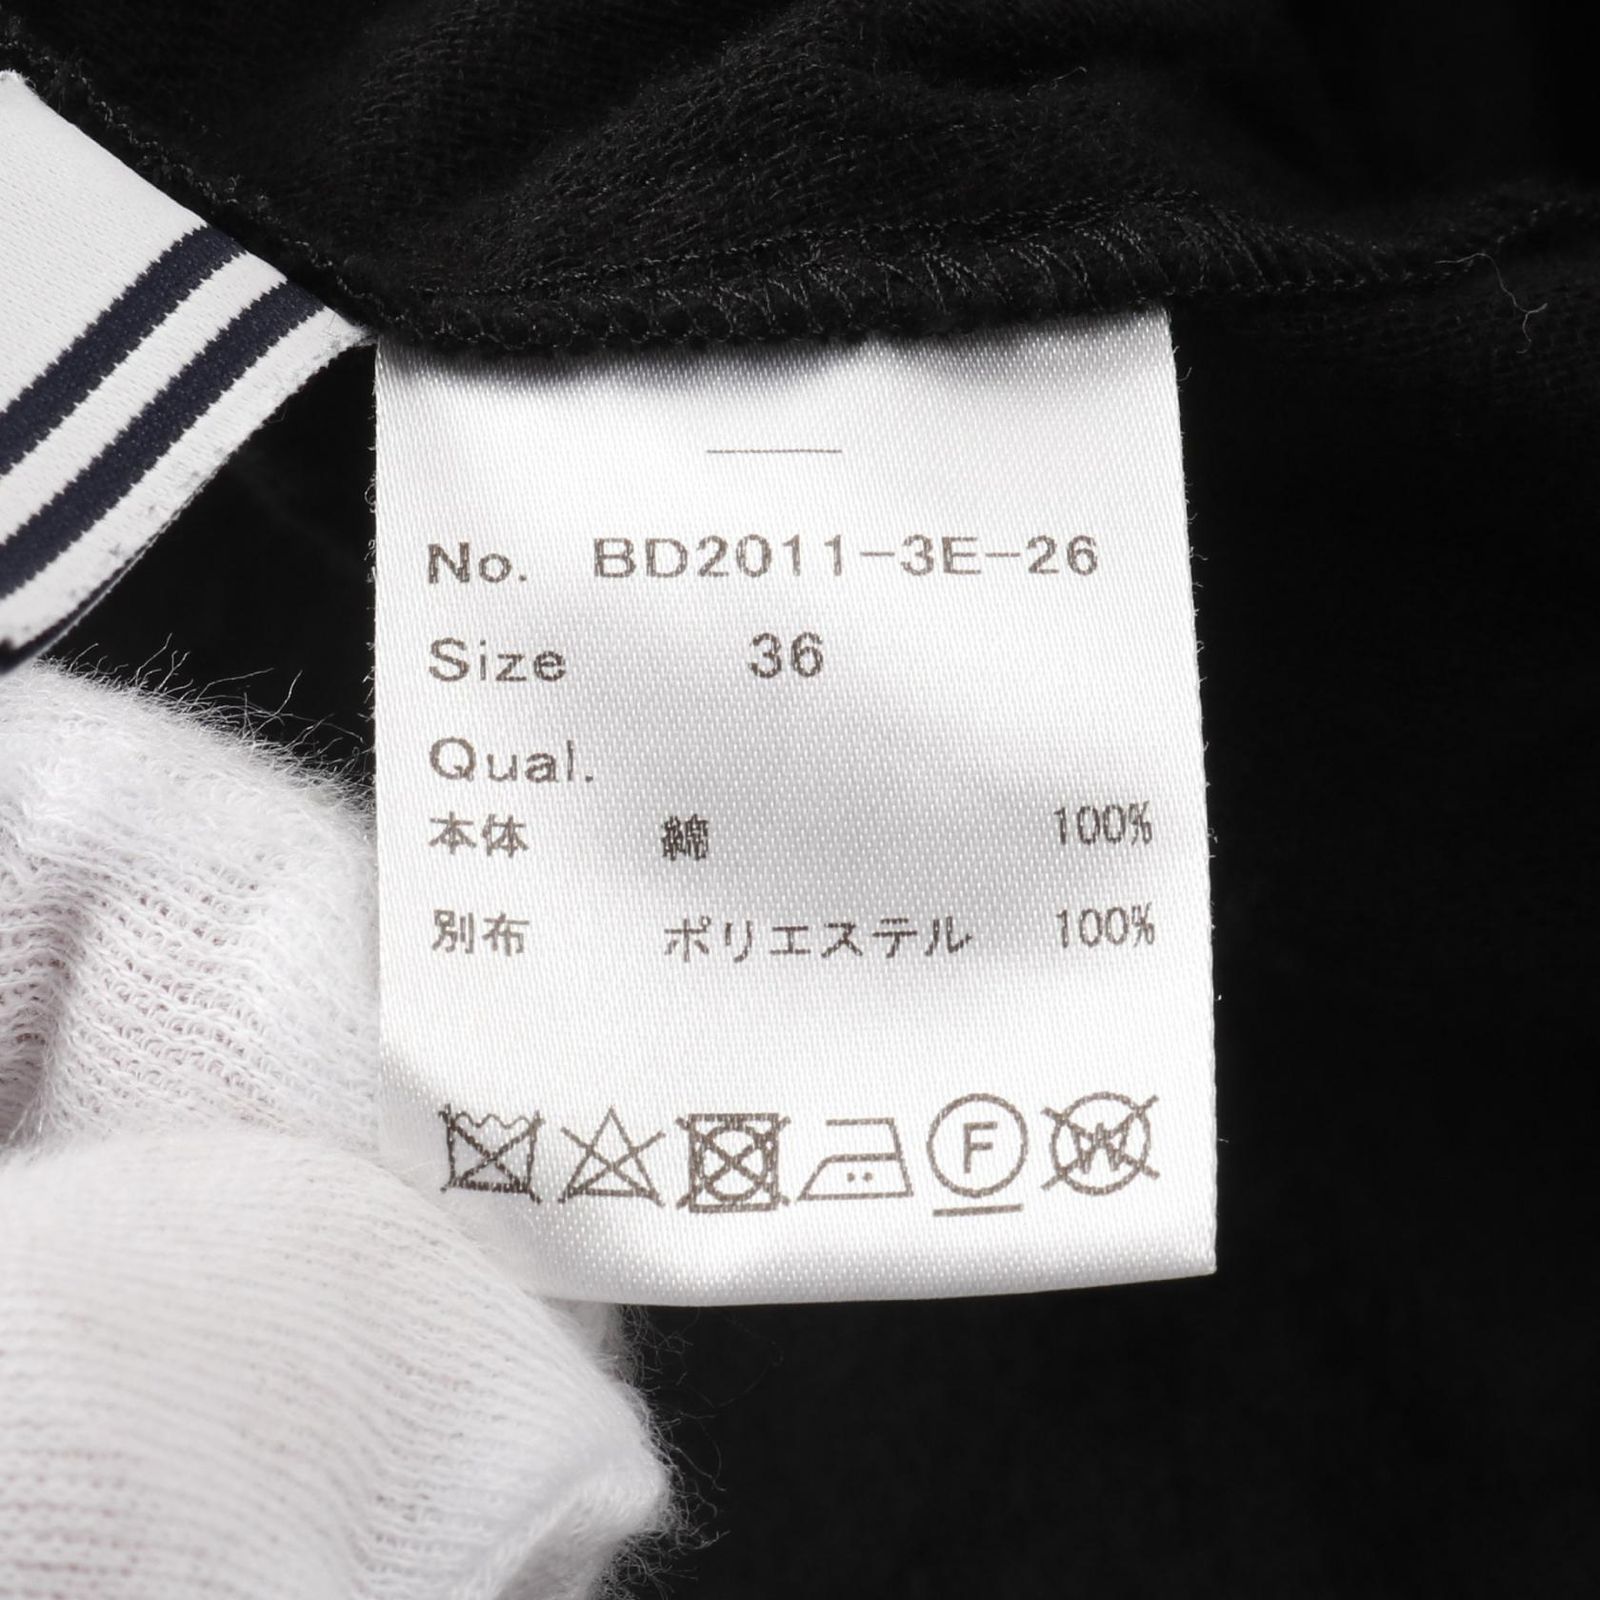 No. BD2011-3E-26
Size 36
Qual.
本体 綿 100%
別布 ポリエステル 100%
F
W